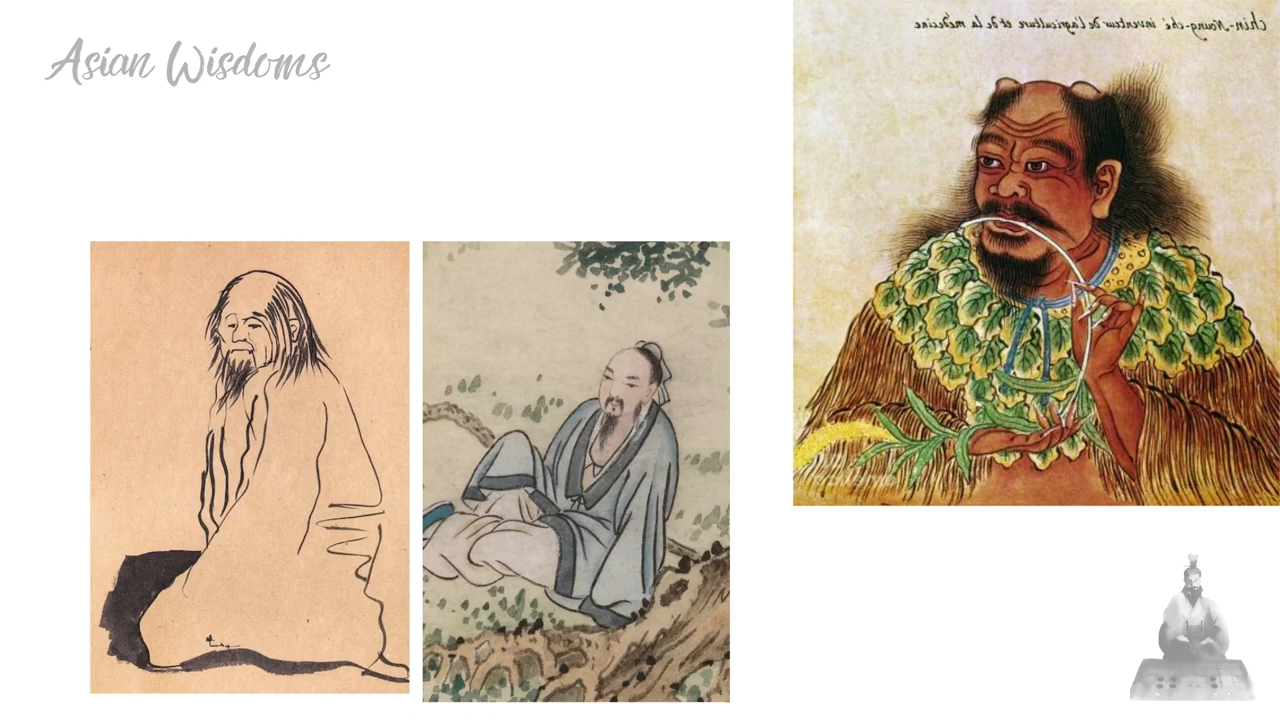 Asian Wisdoms
Chin-Noung-ché inventeur de l'agriculture et de la médecine